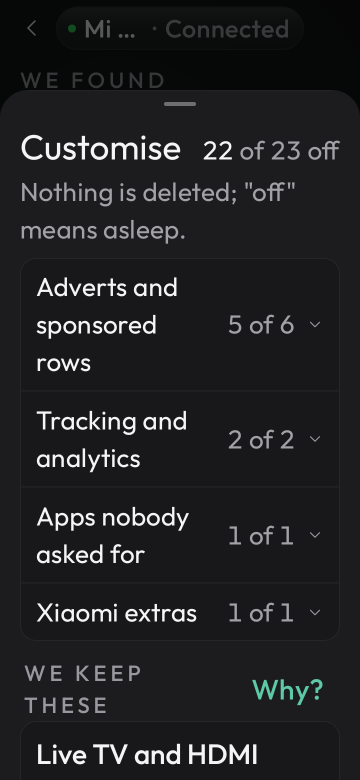 Mi ... · Connected
WE FOUND
Customise 22 of 23 off
Nothing is deleted; "off"
means asleep.
Adverts and
sponsored
rows
5 of 6
Tracking and
analytics
2 of 2
Apps nobody
asked for
1 of 1
Xiaomi extras 1 of 1
WE KEEP
THESE
Why?
Live TV and HDMI